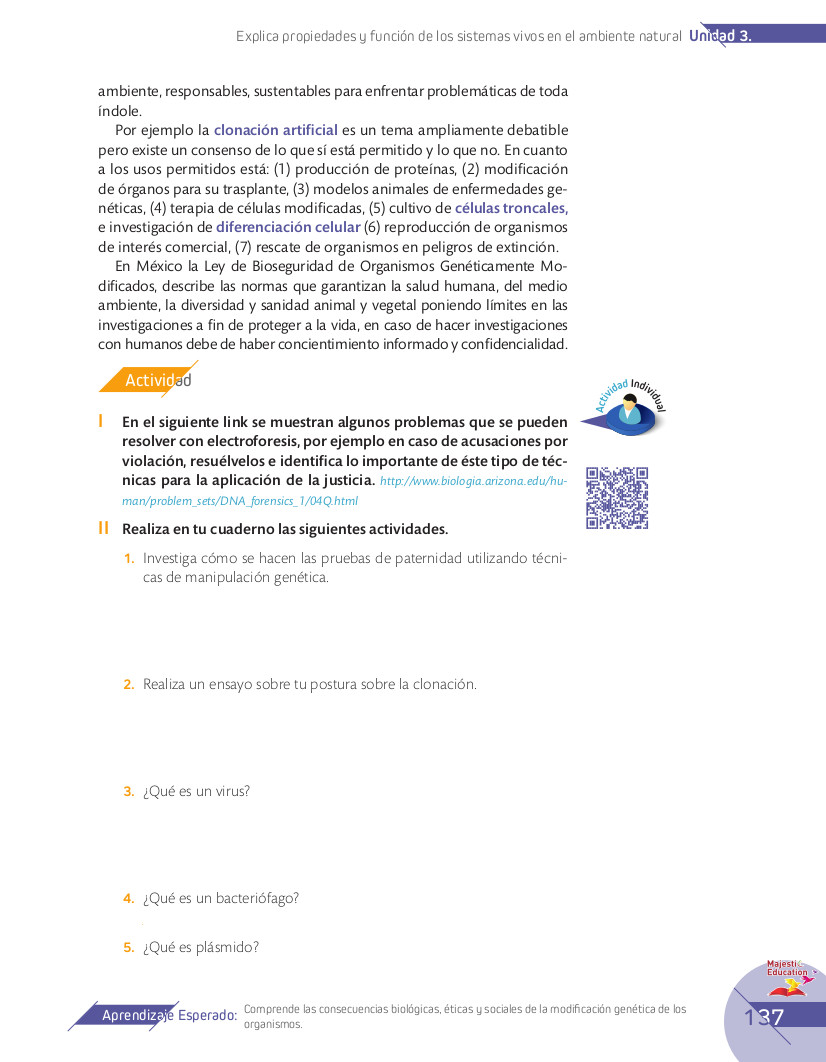 Explica propiedades y función de los sistemas vivos en el ambiente natural Unidad 3.
ambiente, responsables, sustentables para enfrentar problemáticas de toda
índole.
Por ejemplo la clonación artificial es un tema ampliamente debatible
pero existe un consenso de lo que sí está permitido y lo que no. En cuanto
a los usos permitidos está: (1) producción de proteínas, (2) modificación
de órganos para su trasplante, (3) modelos animales de enfermedades ge-
néticas, (4) terapia de células modificadas, (5) cultivo de células troncales,
e investigación de diferenciación celular (6) reproducción de organismos
de interés comercial, (7) rescate de organismos en peligros de extinción.
En México la Ley de Bioseguridad de Organismos Genéticamente Mo-
dificados, describe las normas que garantizan la salud humana, del medio
ambiente, la diversidad y sanidad animal y vegetal poniendo límites en las
investigaciones a fin de proteger a la vida, en caso de hacer investigaciones
con humanos debe de haber concientimiento informado y confidencialidad.
Actividad
Actividad Individual
I En el siguiente link se muestran algunos problemas que se pueden
resolver con electroforesis, por ejemplo en caso de acusaciones por
violación, resuélvelos e identifica lo importante de éste tipo de téc-
nicas para la aplicación de la justicia. http://www.biologia.arizona.edu/hu-
man/problem_sets/DNA_forensics_1/04Q.html
II Realiza en tu cuaderno las siguientes actividades.
1. Investiga cómo se hacen las pruebas de paternidad utilizando técni-
cas de manipulación genética.
2. Realiza un ensayo sobre tu postura sobre la clonación.
3. ¿Qué es un virus?
4. ¿Qué es un bacteriófago?
5. ¿Qué es plásmido?
Majestic
Education
Aprendizaje Esperado: Comprende las consecuencias biológicas, éticas y sociales de la modificación genética de los
organismos.
137